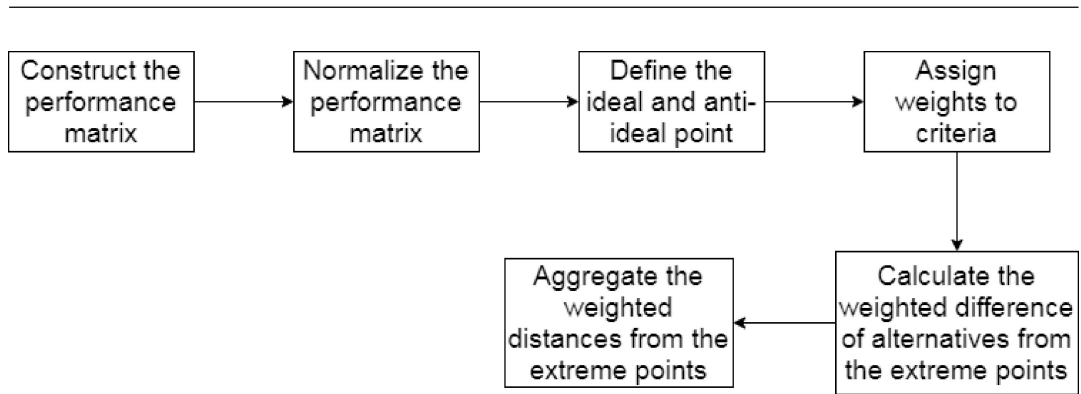 Construct the
performance
matrix
Normalize the
performance
matrix
Define the
ideal and anti-
ideal point
Assign
weights to
criteria
Calculate the
weighted difference
of alternatives from
the extreme points
Aggregate the
weighted
distances from the
extreme points